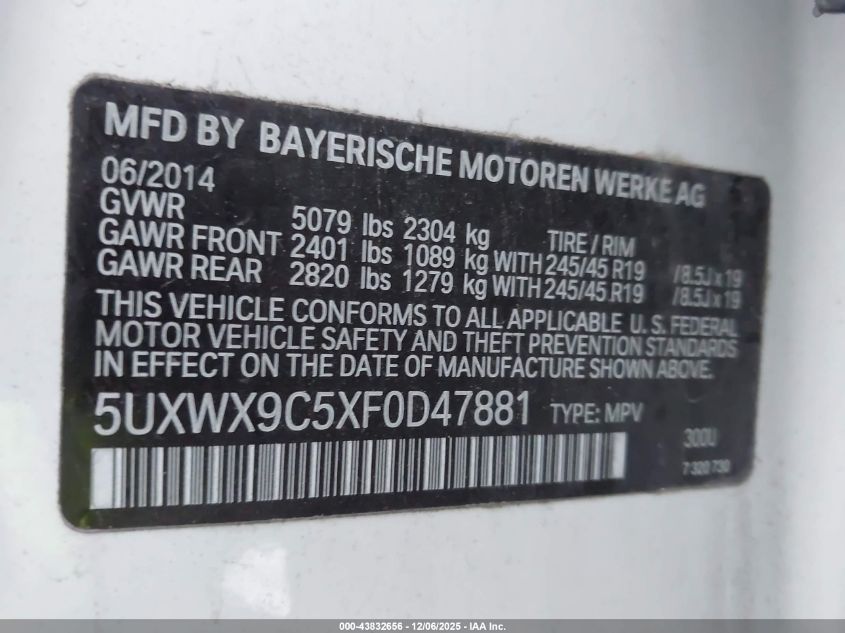 MFD BY BAYERISCHE MOTOREN WERKE AG
06/2014
GVWR 5079 lbs 2304 kg TIRE / RIM
GAWR FRONT 2401 lbs 1089 kg WITH 245/45 R19 /8.5J x 19
GAWR REAR 2820 lbs 1279 kg WITH 245/45 R19 /8.5J x 19
THIS VEHICLE CONFORMS TO ALL APPLICABLE U. S. FEDERAL
MOTOR VEHICLE SAFETY AND THEFT PREVENTION STANDARDS
IN EFFECT ON THE DATE OF MANUFACTURE SHOWN ABOVE.
5UXWX9C5XF0D47881 TYPE: MPV 300U
7 320 730
000-43832656 - 12/06/2025 - IAA Inc.